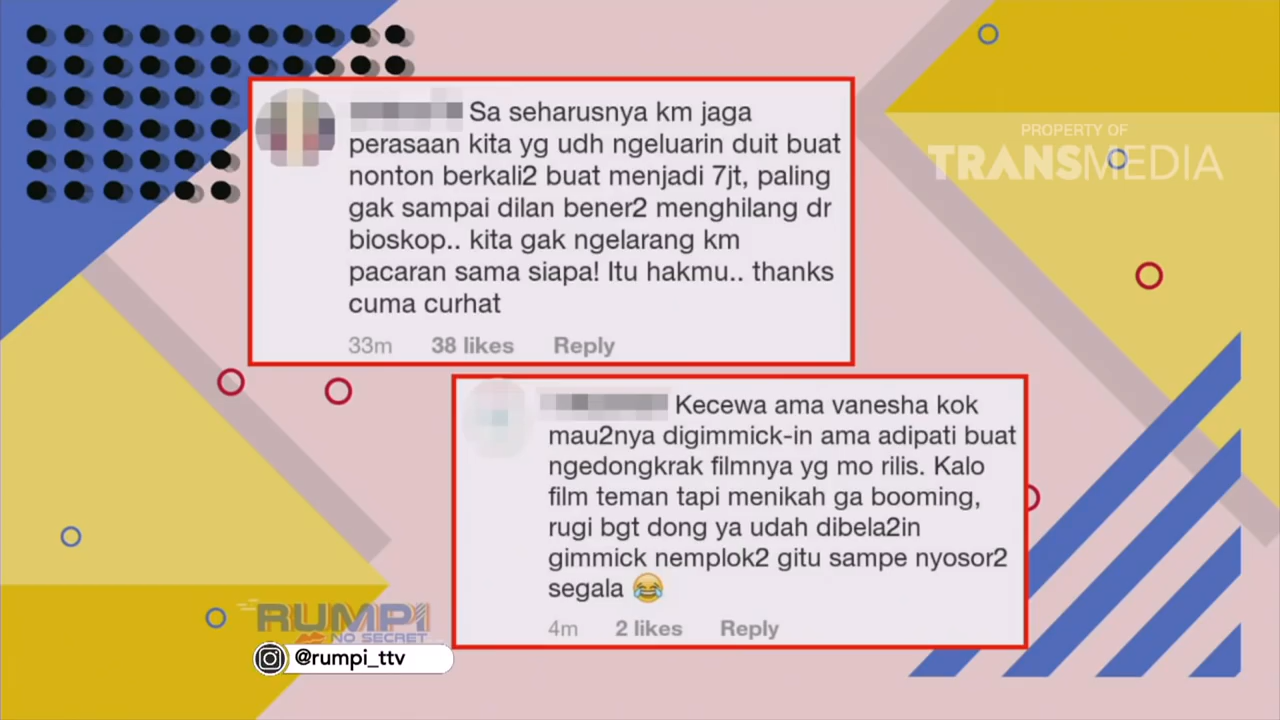 PROPERTY OF
TRANSMEDIA
Sa seharusnya km jaga
perasaan kita yg udh ngeluarin duit buat
nonton berkali2 buat menjadi 7jt, paling
gak sampai dilan bener2 menghilang dr
bioskop.. kita gak ngelarang km
pacaran sama siapa! Itu hakmu.. thanks
cuma curhat
33m 38 likes Reply
Kecewa ama vanesha kok
mau2nya digimmick-in ama adipati buat
ngedongkrak filmnya yg mo rilis. Kalo
film teman tapi menikah ga booming,
rugi bgt dong ya udah dibela2in
gimmick nemplok2 gitu sampe nyosor2
segala 😂
4m 2 likes Reply
RUMPI
NO SECRET
@rumpi_ttv